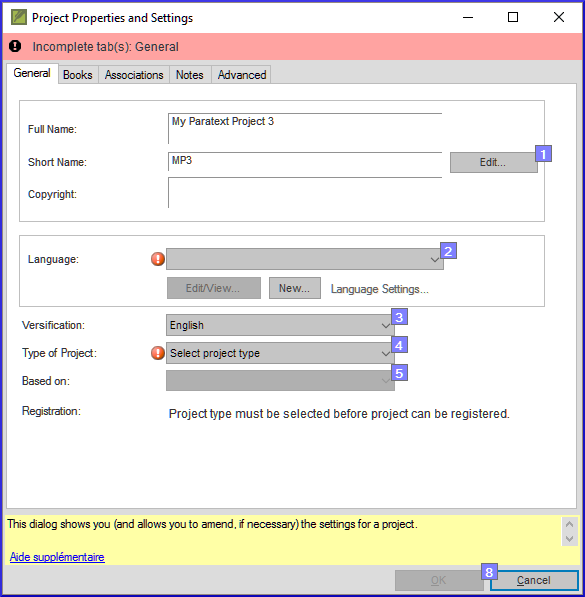 Project Properties and Settings
Incomplete tab(s): General
General Books Associations Notes Advanced
Full Name: My Paratext Project 3
Short Name: MP3 Edit... 1
Copyright:
Language: 2
Edit/View... New... Language Settings...
Versification: English 3
Type of Project: Select project type 4
Based on: 5
Registration: Project type must be selected before project can be registered.
This dialog shows you (and allows you to amend, if necessary) the settings for a project.
Aide supplémentaire
OK 8 Cancel